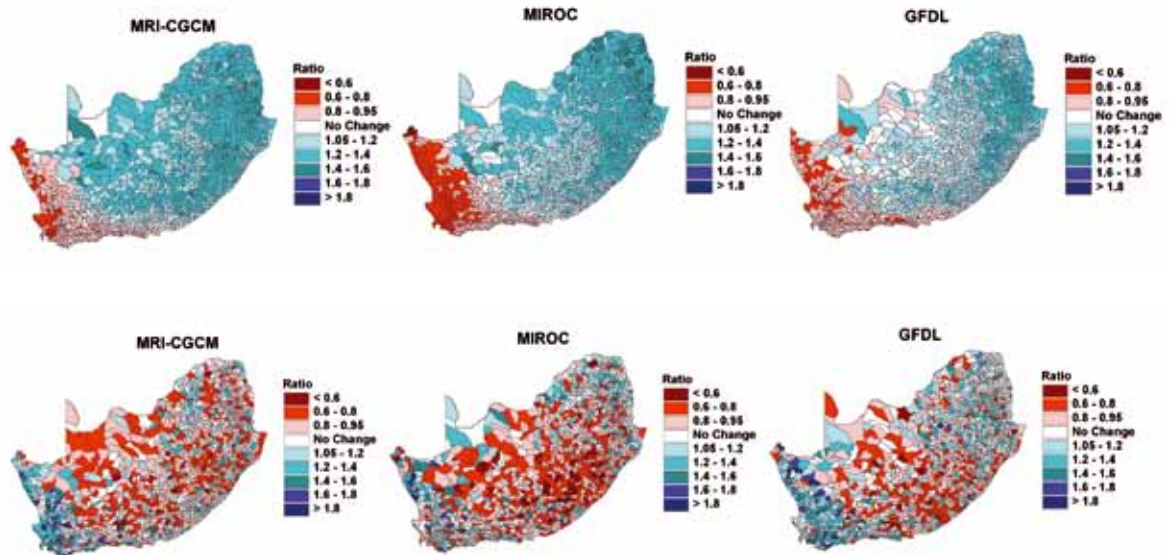 MRI-CGCM
Ratio
< 0.6
0.6 - 0.8
0.8 - 0.95
No Change
1.05 - 1.2
1.2 - 1.4
1.4 - 1.6
1.6 - 1.8
> 1.8
MIROC
Ratio
< 0.6
0.6 - 0.8
0.8 - 0.95
No Change
1.05 - 1.2
1.2 - 1.4
1.4 - 1.6
1.6 - 1.8
> 1.8
GFDL
Ratio
< 0.6
0.6 - 0.8
0.8 - 0.95
No Change
1.05 - 1.2
1.2 - 1.4
1.4 - 1.6
1.6 - 1.8
> 1.8
MRI-CGCM
Ratio
< 0.6
0.6 - 0.8
0.8 - 0.95
No Change
1.05 - 1.2
1.2 - 1.4
1.4 - 1.6
1.6 - 1.8
> 1.8
MIROC
Ratio
< 0.6
0.6 - 0.8
0.8 - 0.95
No Change
1.05 - 1.2
1.2 - 1.4
1.4 - 1.6
1.6 - 1.8
> 1.8
GFDL
Ratio
< 0.6
0.6 - 0.8
0.8 - 0.95
No Change
1.05 - 1.2
1.2 - 1.4
1.4 - 1.6
1.6 - 1.8
> 1.8